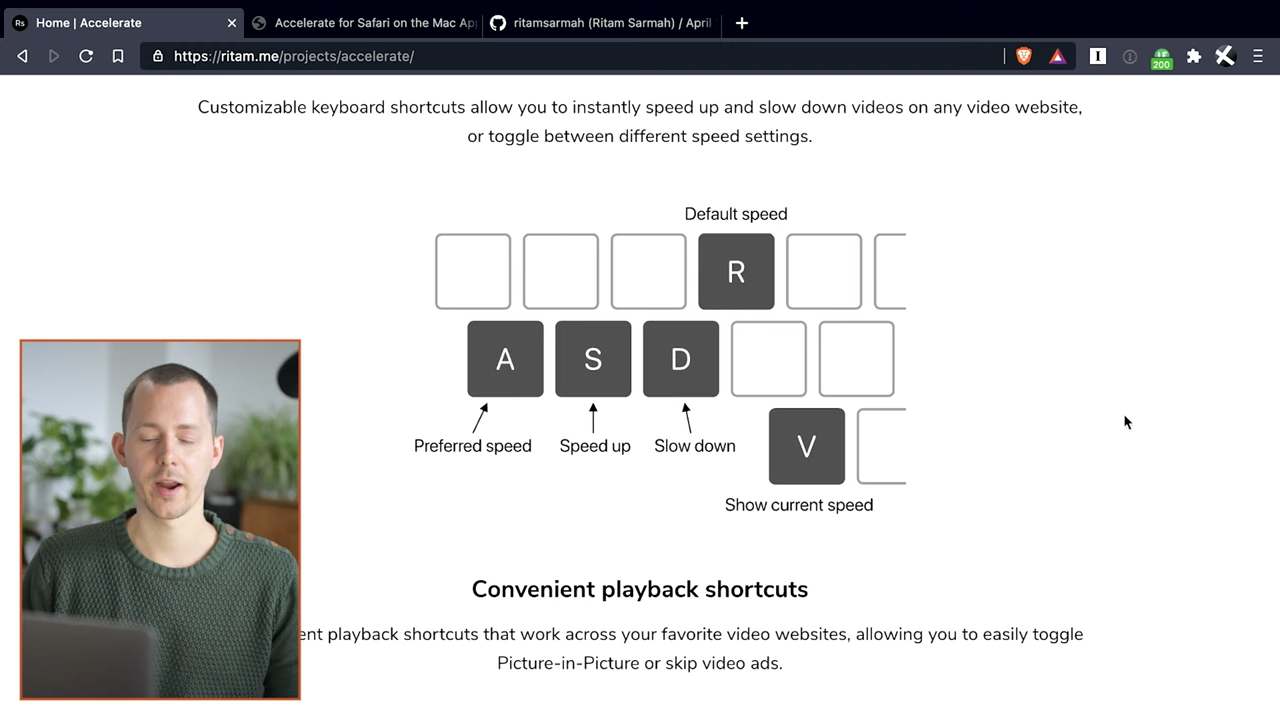 Rs Home | Accelerate
Accelerate for Safari on the Mac Ap
ritamsarmah (Ritam Sarmah) / April
https://ritam.me/projects/accelerate/
200
Customizable keyboard shortcuts allow you to instantly speed up and slow down videos on any video website,
or toggle between different speed settings.
Default speed
R
A S D
Preferred speed Speed up Slow down
V
Show current speed
Convenient playback shortcuts
ent playback shortcuts that work across your favorite video websites, allowing you to easily toggle
Picture-in-Picture or skip video ads.